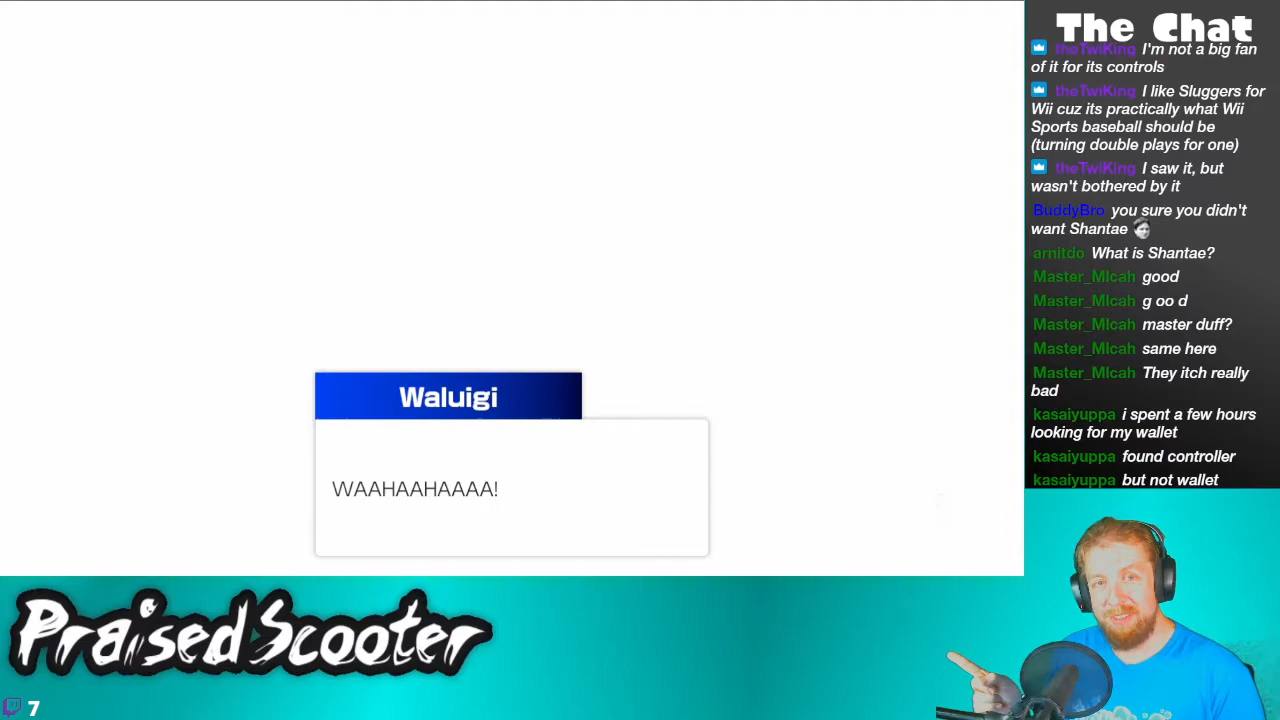 The Chat
theTwiKing I'm not a big fan
of it for its controls
theTwiKing I like Sluggers for
Wii cuz its practically what Wii
Sports baseball should be
(turning double plays for one)
theTwiKing I saw it, but
wasn't bothered by it
BuddyBro you sure you didn't
want Shantae
arnitdo What is Shantae?
Master_MIcah good
Master_MIcah g oo d
Master_MIcah master duff?
Master_MIcah same here
Master_MIcah They itch really
bad
kasaiyuppa i spent a few hours
looking for my wallet
kasaiyuppa found controller
kasaiyuppa but not wallet
Waluigi
WAAHAAHAAAA!
PraisedScooter
7